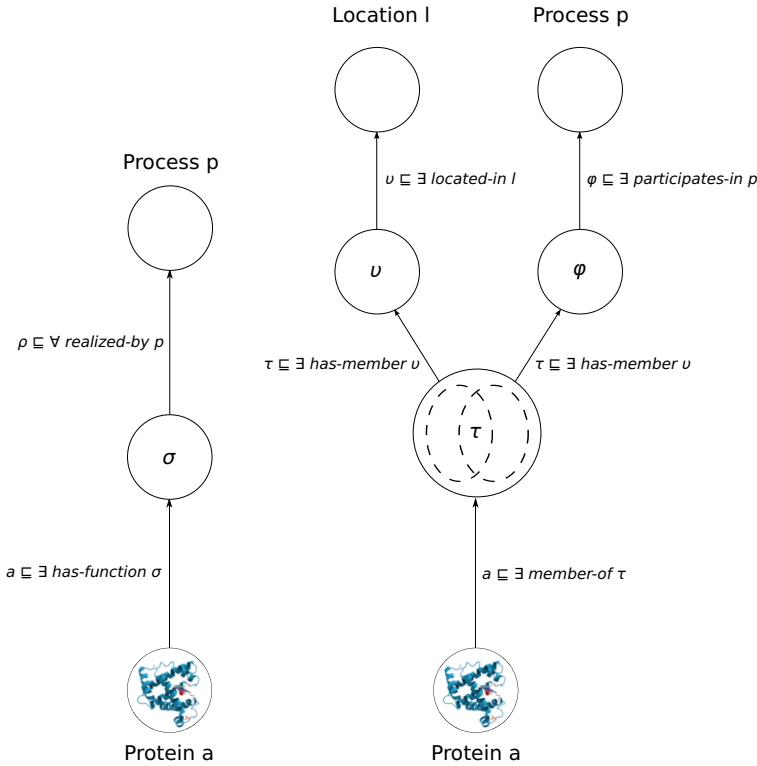 Location l
Process p
Process p
υ ⊑ ∃ located-in l
φ ⊑ ∃ participates-in p
υ
φ
ρ ⊑ ∀ realized-by p
τ ⊑ ∃ has-member υ
τ ⊑ ∃ has-member υ
τ
σ
a ⊑ ∃ has-function σ
a ⊑ ∃ member-of τ
Protein a
Protein a